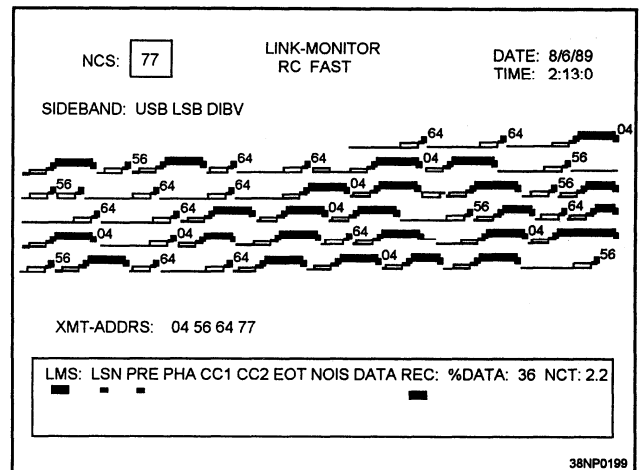 NCS: 77
LINK-MONITOR
RC FAST
DATE: 8/6/89
TIME: 2:13:0
SIDEBAND: USB LSB DIBV
64 64 04
56 64 64 04 56
56 64 64 04 56
64 64 04 56 64
04 04 64 04
56 64 64 04 56
XMT-ADDRS: 04 56 64 77
LMS: LSN PRE PHA CC1 CC2 EOT NOIS DATA REC: %DATA: 36 NCT: 2.2
38NP0199